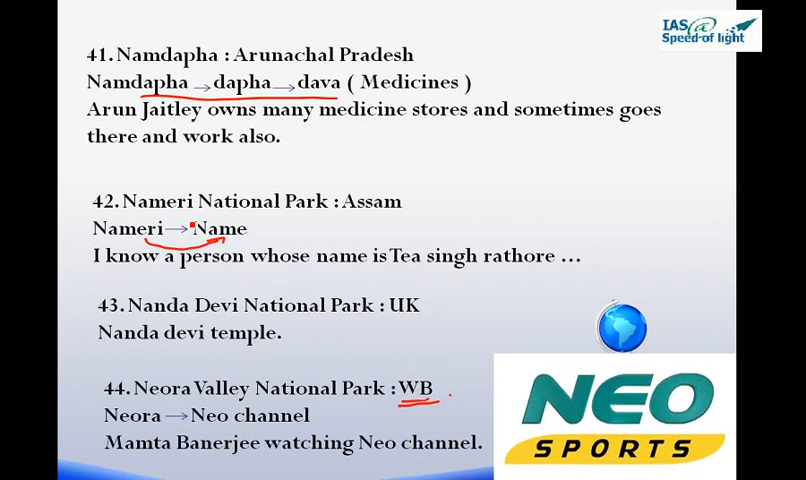 IAS@
Speed of light
41. Namdapha : Arunachal Pradesh
Namdapha → dapha → dava ( Medicines )
Arun Jaitley owns many medicine stores and sometimes goes
there and work also.
42. Nameri National Park : Assam
Nameri → Name
I know a person whose name is Tea singh rathore ...
43. Nanda Devi National Park : UK
Nanda devi temple.
44. Neora Valley National Park : WB
Neora → Neo channel
Mamta Banerjee watching Neo channel.
NEO
SPORTS